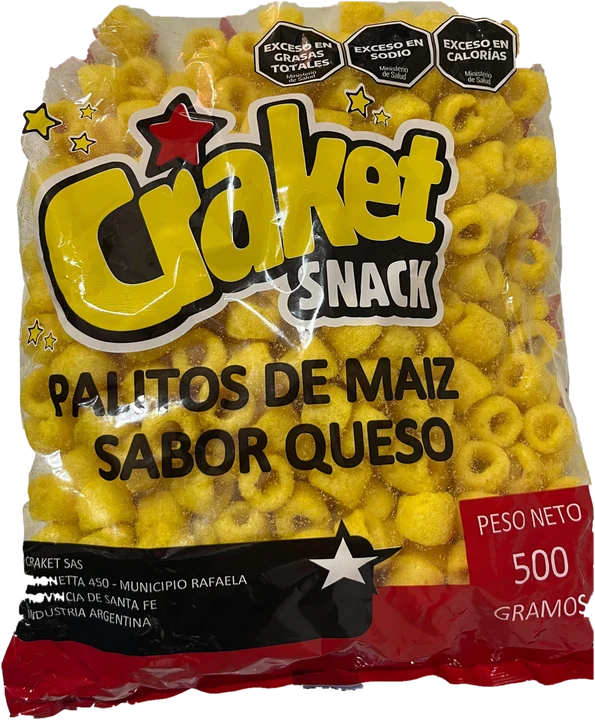 EXCESO EN
GRASAS
TOTALES
Ministerio
de Salud
EXCESO EN
SODIO
Ministerio
de Salud
EXCESO EN
CALORÍAS
Ministerio
de Salud
Craket
SNACK
PALITOS DE MAIZ
SABOR QUESO
CRAKET SAS
450 - MUNICIPIO RAFAELA
DE SANTA FE
INDUSTRIA ARGENTINA
PESO NETO
500
GRAMOS